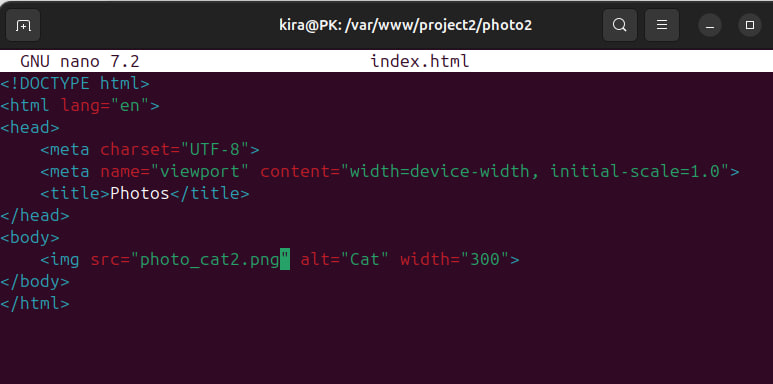 kira@PK: /var/www/project2/photo2
GNU nano 7.2 index.html
<!DOCTYPE html>
<html lang="en">
<head>
    <meta charset="UTF-8">
    <meta name="viewport" content="width=device-width, initial-scale=1.0">
    <title>Photos</title>
</head>
<body>
    <img src="photo_cat2.png" alt="Cat" width="300">
</body>
</html>